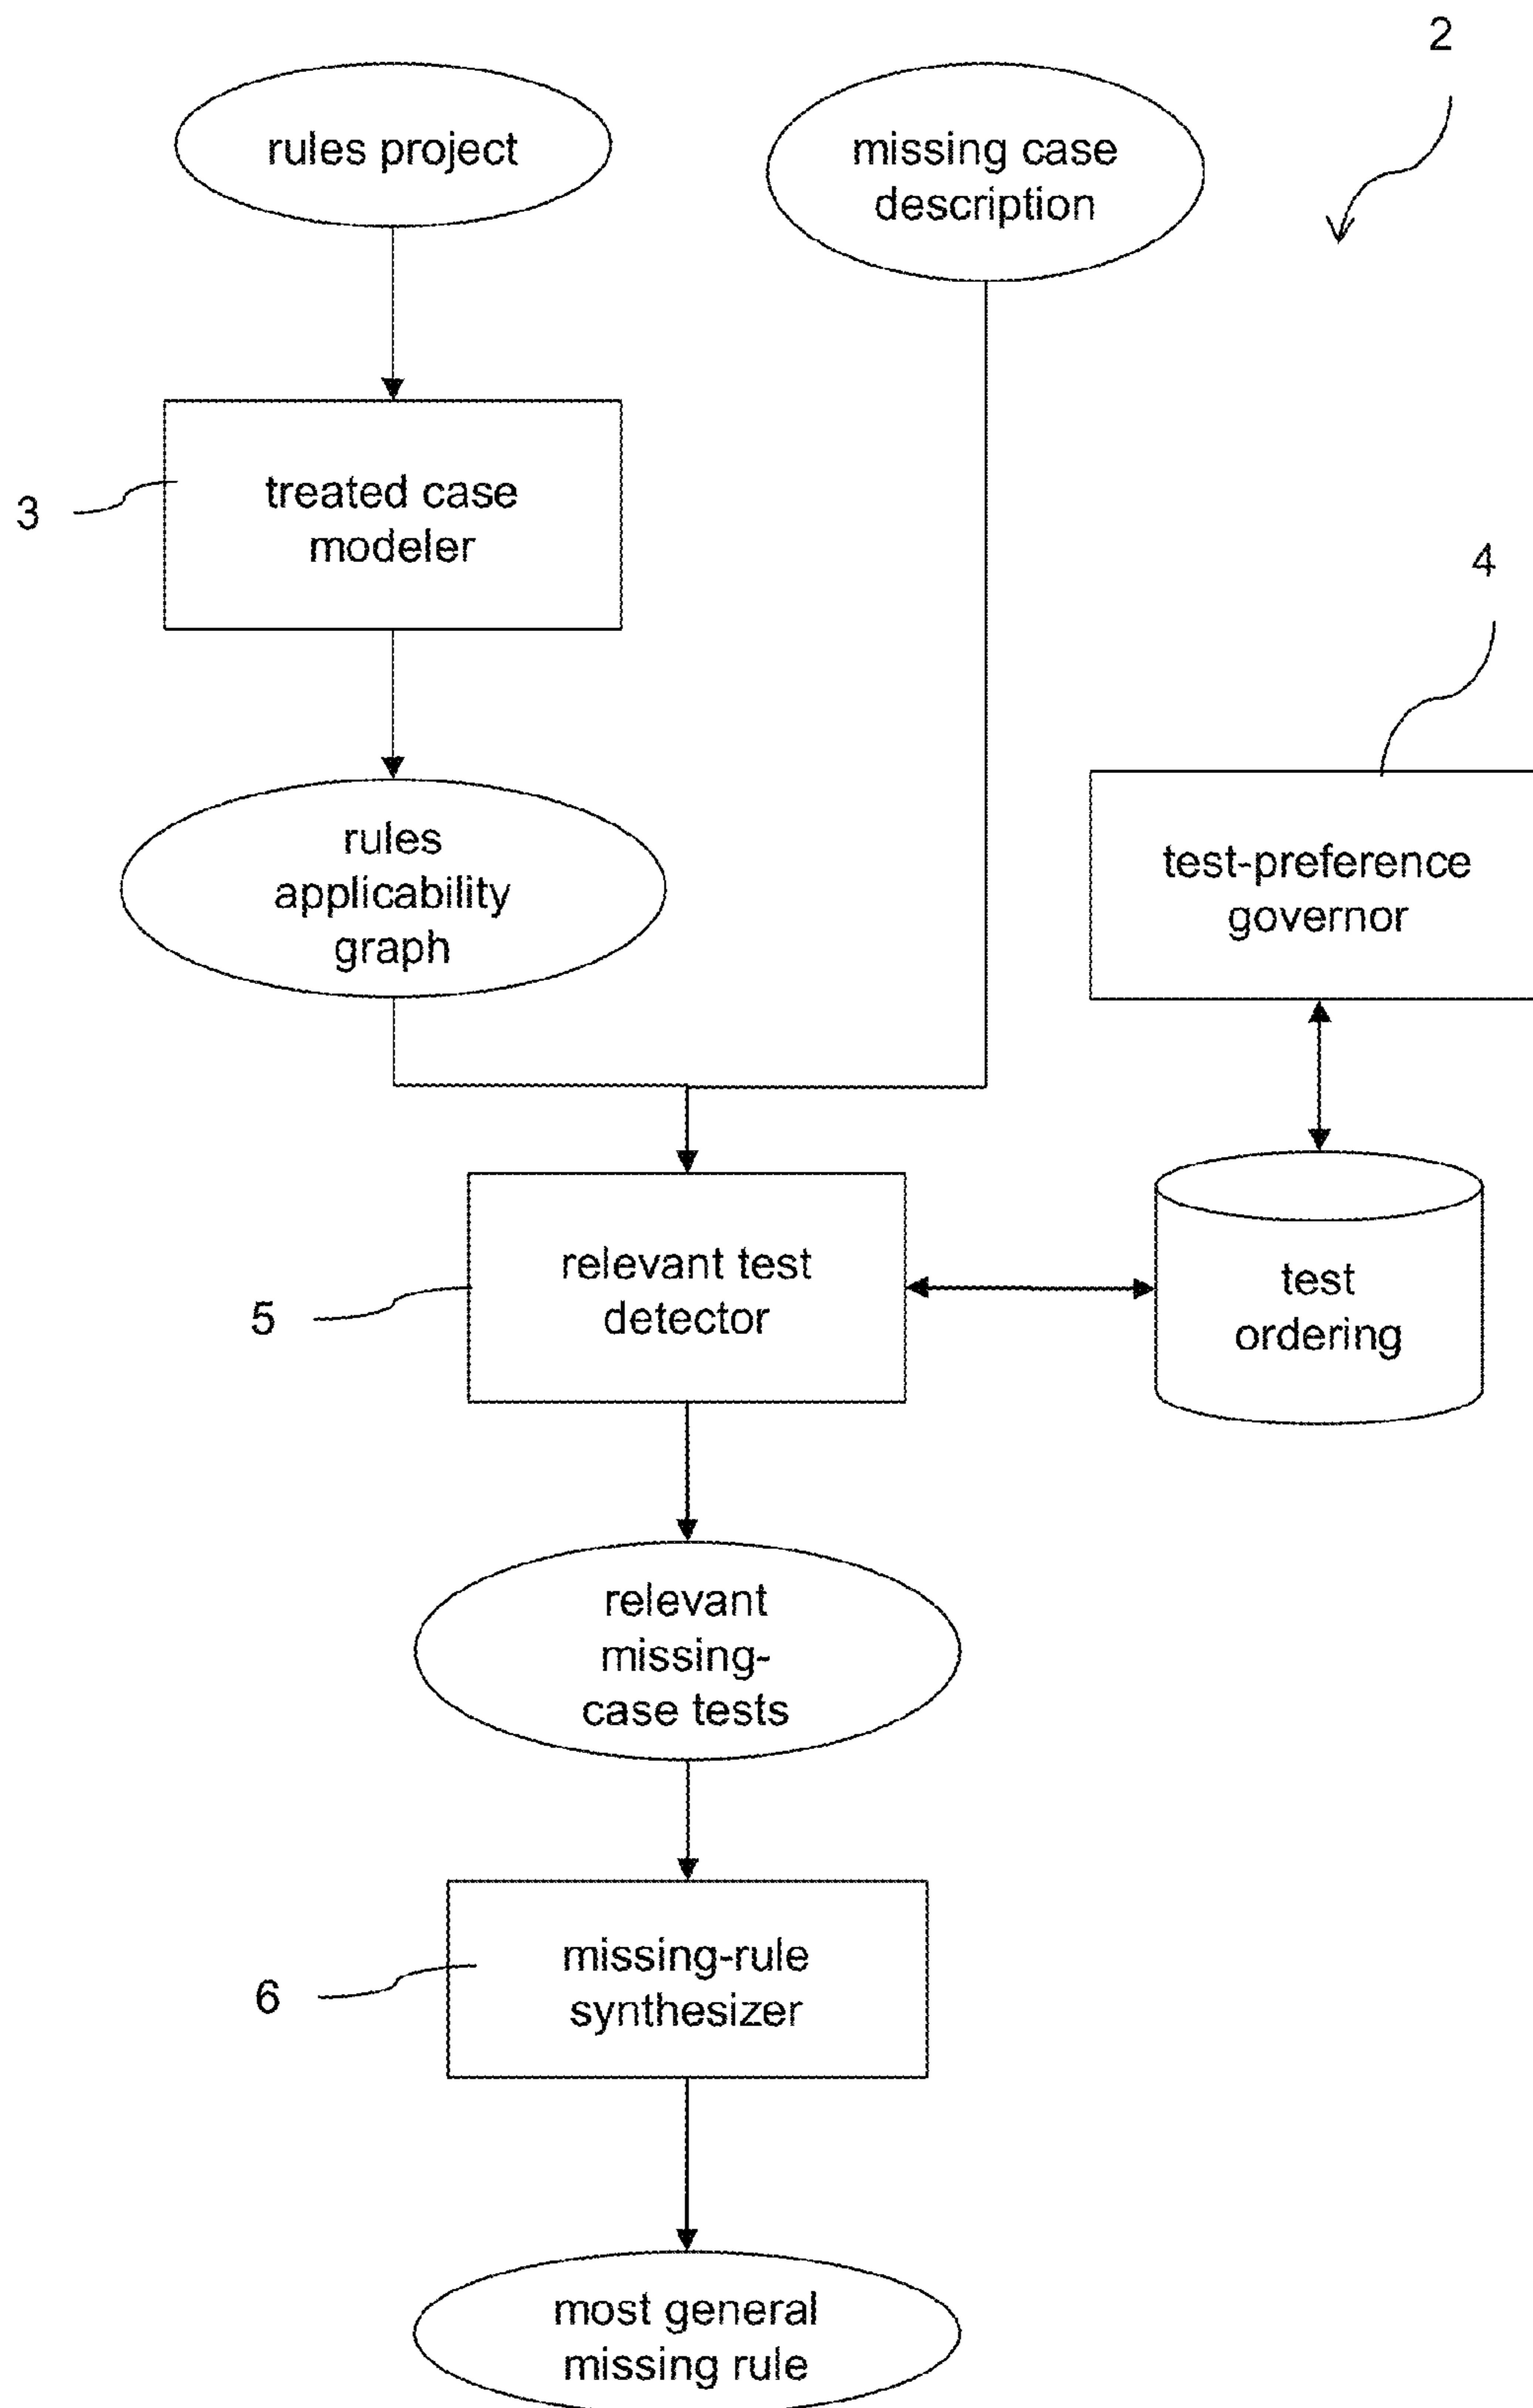 2
rules project
missing case
description
3
treated case
modeler
4
rules
applicability
graph
test-preference
governor
5
relevant test
detector
test
ordering
relevant
missing-
case tests
6
missing-rule
synthesizer
most general
missing rule